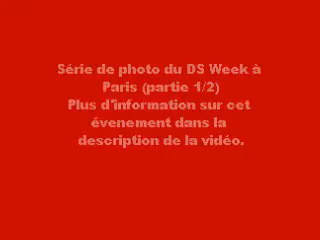 Série de photo du DS Week à
Paris (partie 1/2)
Plus d'information sur cet
évenement dans la
description de la vidéo.